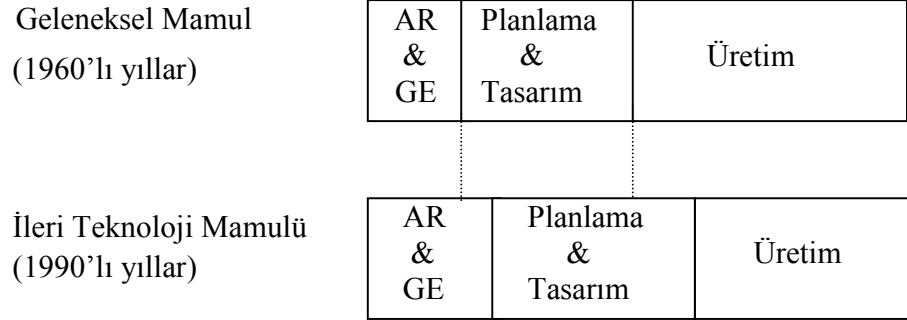 Geleneksel Mamul
(1960’lı yıllar)
AR
&
GE
Planlama
&
Tasarım
Üretim
İleri Teknoloji Mamulü
(1990’lı yıllar)
AR
&
GE
Planlama
&
Tasarım
Üretim